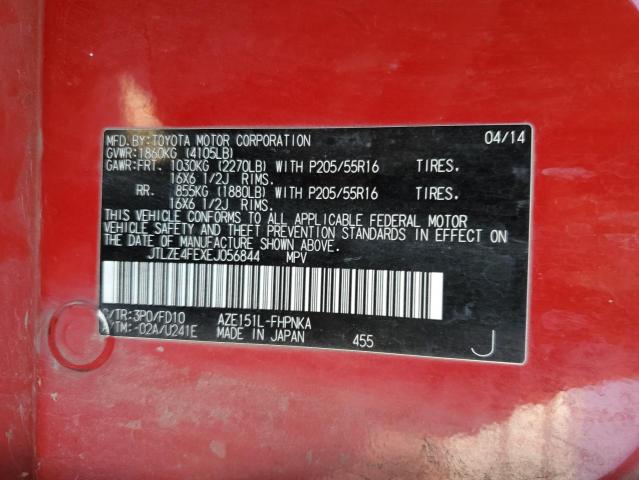 MFD.BY:TOYOTA MOTOR CORPORATION 04/14
GVWR:1860KG (4105LB)
GAWR:FRT. 1030KG (2270LB) WITH P205/55R16 TIRES.
16X6 1/2J RIMS.
RR. 855KG (1880LB) WITH P205/55R16 TIRES.
16X6 1/2J RIMS.
THIS VEHICLE CONFORMS TO ALL APPLICABLE FEDERAL MOTOR
VEHICLE SAFETY AND THEFT PREVENTION STANDARDS IN EFFECT
ON THE DATE OF MANUFACTURE SHOWN ABOVE.
JTLZE4FEXEJ056844 MPV
C/TR:3P0/FD10 AZE151L-FHPNKA
A/TM:-02A/U241E MADE IN JAPAN 455 J